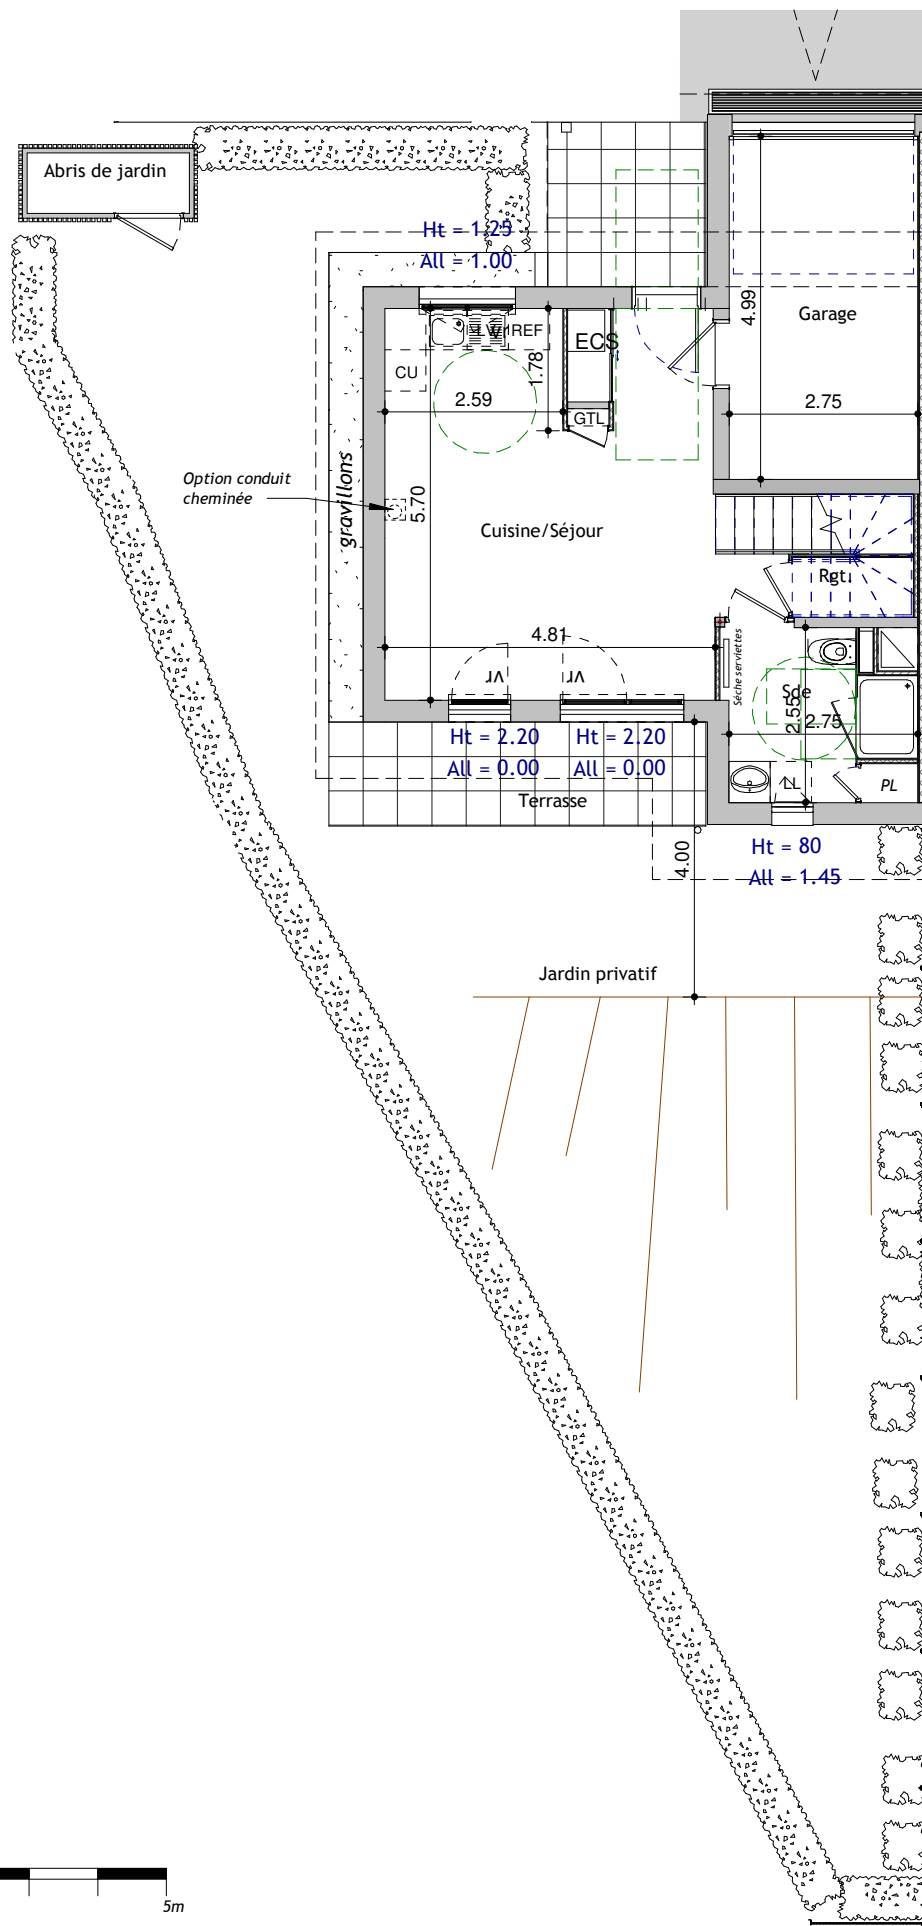 Abris de jardin
Ht = 1.25
All = 1.00
4.99
Garage
LV
REF
ECS
CU
1.78
2.59
GTL
2.75
Option conduit
cheminée
gravillons
5.70
Cuisine/Séjour
Rgt.
4.81
Sèche serviettes
VT
VT
Sde
2.55
2.75
Ht = 2.20
All = 0.00
Ht = 2.20
All = 0.00
Terrasse
LL
PL
4.00
Ht = 80
All = 1.45
Jardin privatif
5m